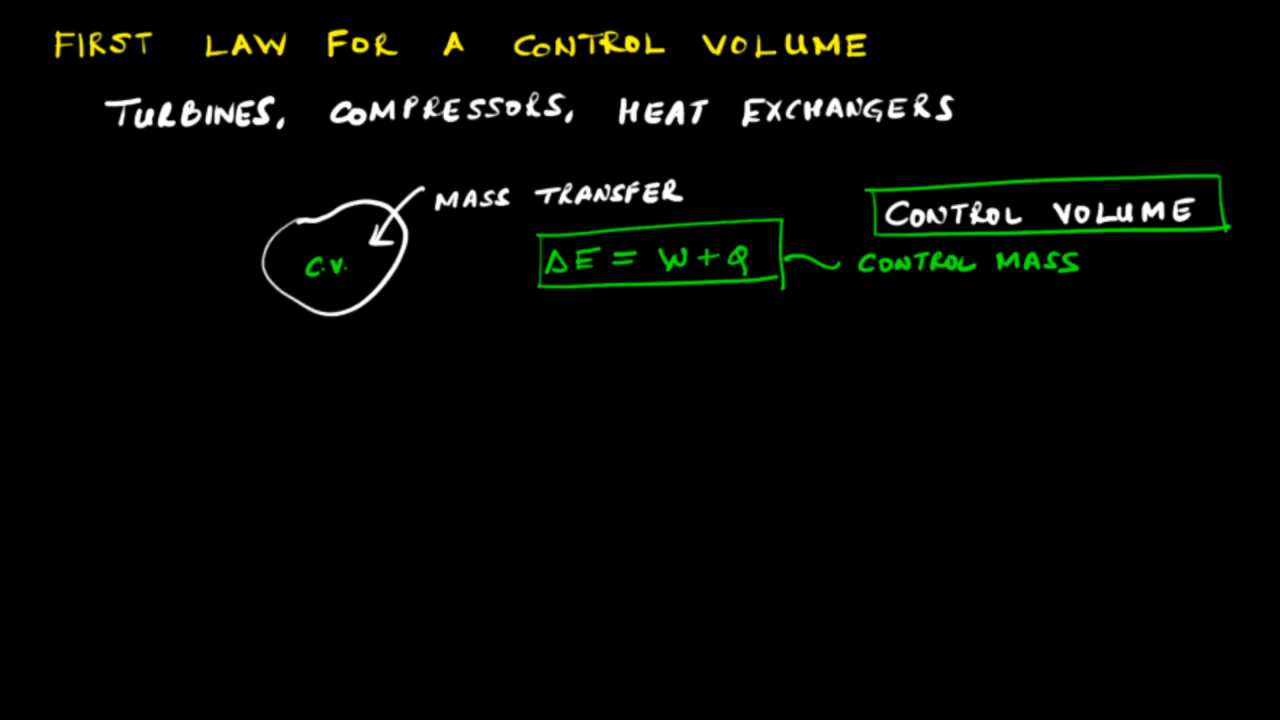 FIRST LAW FOR A CONTROL VOLUME
TURBINES, COMPRESSORS, HEAT EXCHANGERS
MASS TRANSFER
CONTROL VOLUME
C.V.
ΔE = W + Q
CONTROL MASS